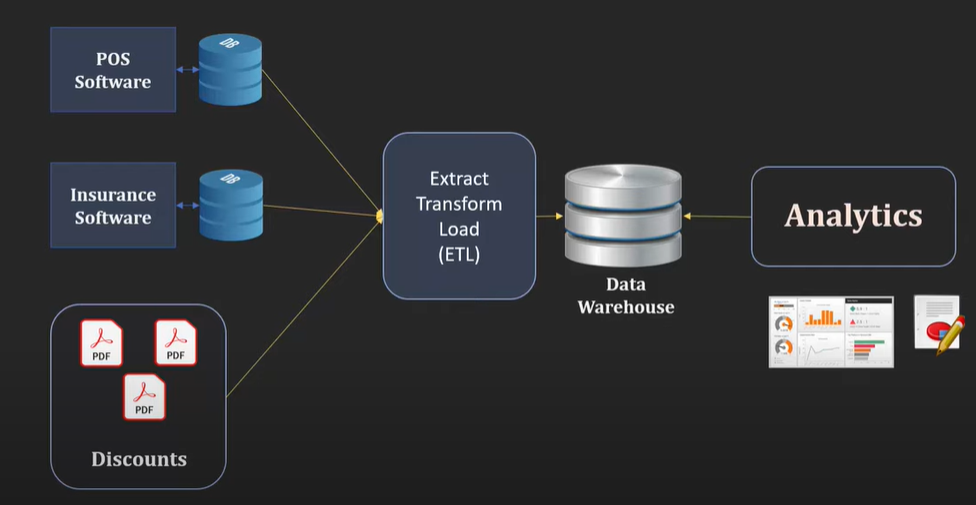 POS
Software
DB
Insurance
Software
DB
PDF
PDF
PDF
Discounts
Extract
Transform
Load
(ETL)
Data
Warehouse
Analytics